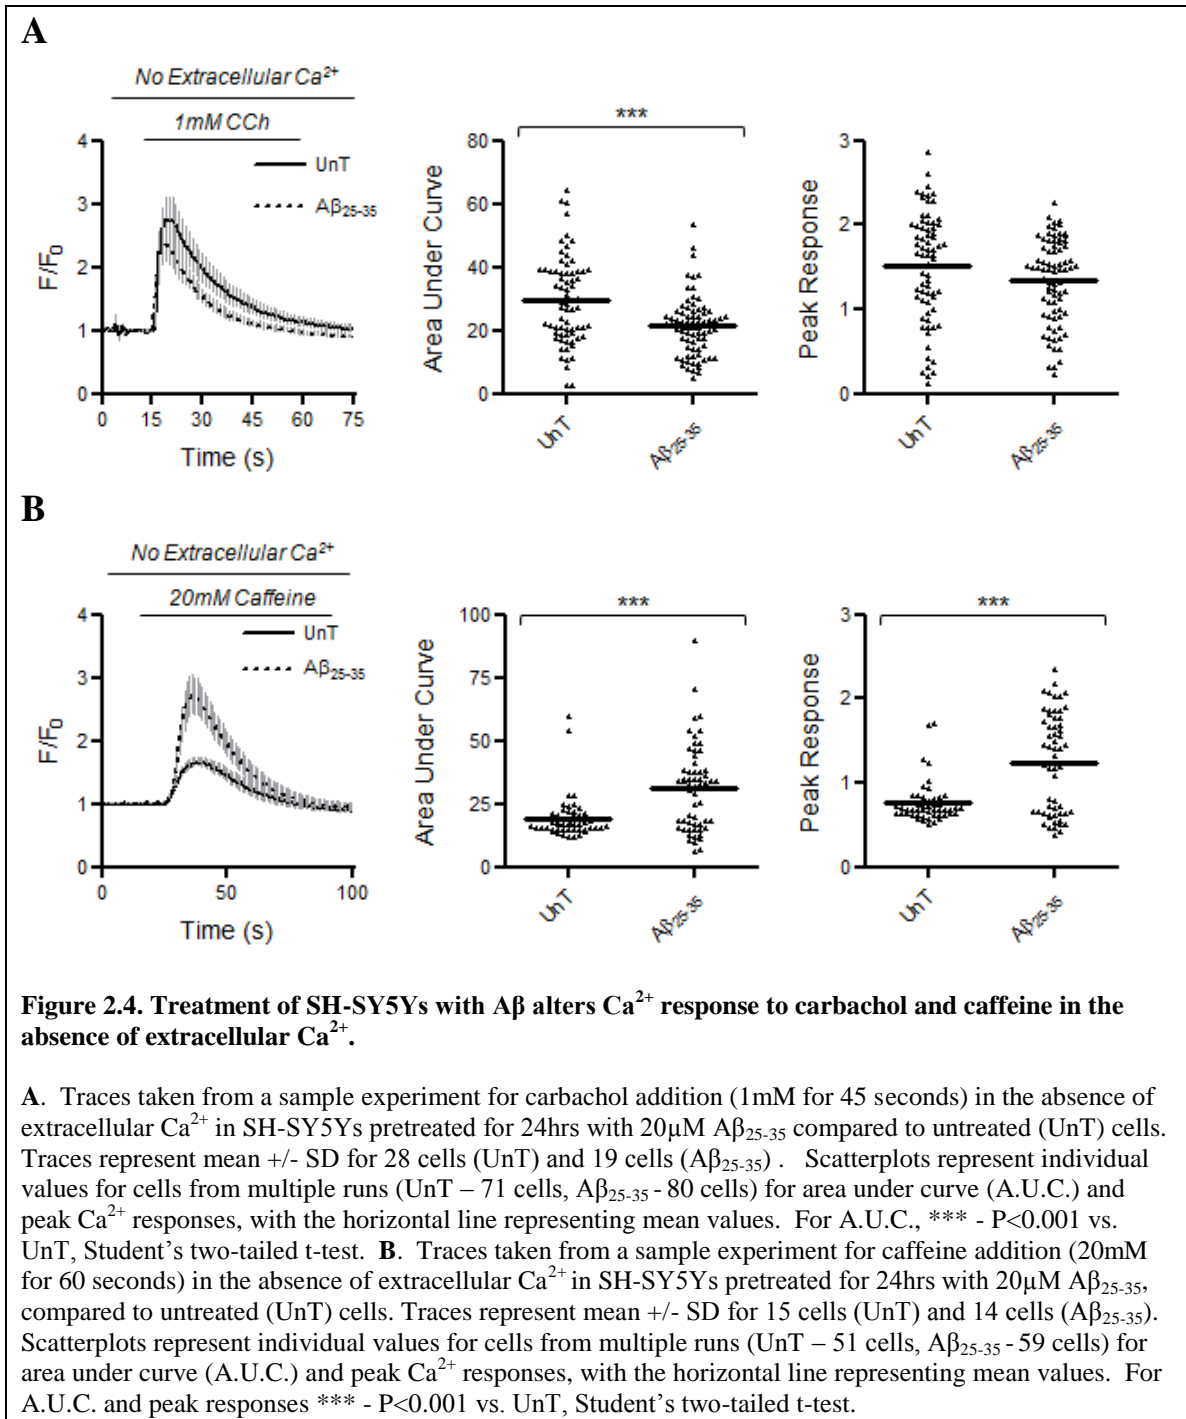 A
No Extracellular Ca²⁺
1mM CCh
UnT
Aβ₂₅₋₃₅
F/F₀
4
3
2
1
0
0 15 30 45 60 75
Time (s)
***
Area Under Curve
80
60
40
20
0
UnT
Aβ₂₅₋₃₅
Peak Response
3
2
1
0
UnT
Aβ₂₅₋₃₅
B
No Extracellular Ca²⁺
20mM Caffeine
UnT
Aβ₂₅₋₃₅
F/F₀
4
3
2
1
0
0 50 100
Time (s)
***
Area Under Curve
100
75
50
25
0
UnT
Aβ₂₅₋₃₅
***
Peak Response
3
2
1
0
UnT
Aβ₂₅₋₃₅
Figure 2.4. Treatment of SH-SY5Ys with Aβ alters Ca²⁺ response to carbachol and caffeine in the
absence of extracellular Ca²⁺.
A. Traces taken from a sample experiment for carbachol addition (1mM for 45 seconds) in the absence of
extracellular Ca²⁺ in SH-SY5Ys pretreated for 24hrs with 20µM Aβ₂₅₋₃₅ compared to untreated (UnT) cells.
Traces represent mean +/- SD for 28 cells (UnT) and 19 cells (Aβ₂₅₋₃₅) . Scatterplots represent individual
values for cells from multiple runs (UnT – 71 cells, Aβ₂₅₋₃₅ - 80 cells) for area under curve (A.U.C.) and
peak Ca²⁺ responses, with the horizontal line representing mean values. For A.U.C., *** - P<0.001 vs.
UnT, Student’s two-tailed t-test. B. Traces taken from a sample experiment for caffeine addition (20mM
for 60 seconds) in the absence of extracellular Ca²⁺ in SH-SY5Ys pretreated for 24hrs with 20µM Aβ₂₅₋₃₅,
compared to untreated (UnT) cells. Traces represent mean +/- SD for 15 cells (UnT) and 14 cells (Aβ₂₅₋₃₅).
Scatterplots represent individual values for cells from multiple runs (UnT – 51 cells, Aβ₂₅₋₃₅ - 59 cells) for
area under curve (A.U.C.) and peak Ca²⁺ responses, with the horizontal line representing mean values. For
A.U.C. and peak responses *** - P<0.001 vs. UnT, Student’s two-tailed t-test.